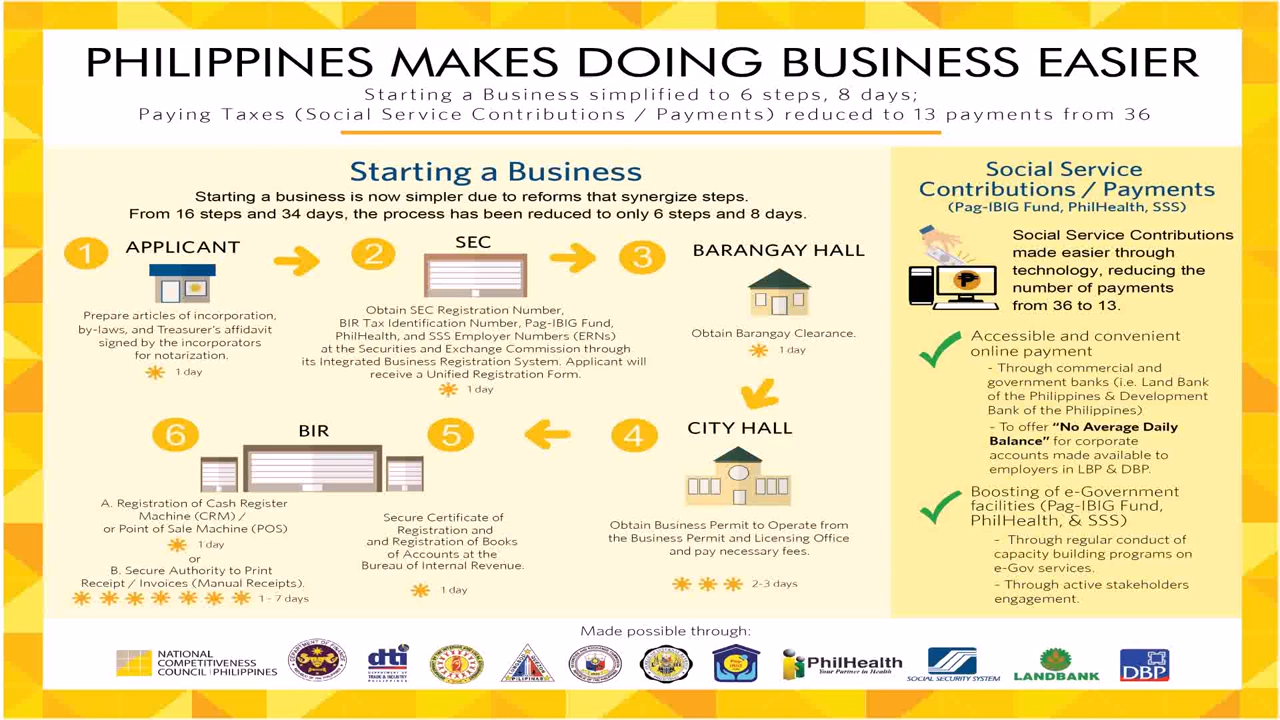 PHILIPPINES MAKES DOING BUSINESS EASIER
Starting a Business simplified to 6 steps, 8 days;
Paying Taxes (Social Service Contributions / Payments) reduced to 13 payments from 36
Starting a Business
Starting a business is now simpler due to reforms that synergize steps.
From 16 steps and 34 days, the process has been reduced to only 6 steps and 8 days.
1
APPLICANT
Prepare articles of incorporation,
by-laws, and Treasurer's affidavit
signed by the incorporators
for notarization.
1 day
2
SEC
Obtain SEC Registration Number,
BIR Tax Identification Number, Pag-IBIG Fund,
PhilHealth, and SSS Employer Numbers (ERNs)
at the Securities and Exchange Commission through
its Integrated Business Registration System. Applicant will
receive a Unified Registration Form.
1 day
3
BARANGAY HALL
Obtain Barangay Clearance.
1 day
4
CITY HALL
Obtain Business Permit to Operate from
the Business Permit and Licensing Office
and pay necessary fees.
2-3 days
5
BIR
Secure Certificate of
Registration and
and Registration of Books
of Accounts at the
Bureau of Internal Revenue.
1 day
6
A. Registration of Cash Register
Machine (CRM) /
or Point of Sale Machine (POS)
1 day
or
B. Secure Authority to Print
Receipt / Invoices (Manual Receipts).
1 - 7 days
Social Service
Contributions / Payments
(Pag-IBIG Fund, PhilHealth, SSS)
Social Service Contributions
made easier through
technology, reducing the
number of payments
from 36 to 13.
Accessible and convenient
online payment
- Through commercial and
government banks (i.e. Land Bank
of the Philippines & Development
Bank of the Philippines)
- To offer "No Average Daily
Balance" for corporate
accounts made available to
employers in LBP & DBP.
Boosting of e-Government
facilities (Pag-IBIG Fund,
PhilHealth, & SSS)
- Through regular conduct of
capacity building programs on
e-Gov services.
- Through active stakeholders
engagement.
Made possible through:
NATIONAL
COMPETITIVENESS
COUNCIL PHILIPPINES
dti
DEPARTMENT OF
TRADE & INDUSTRY
PHILIPPINES
PILIPINAS
PhilHealth
Your Partner in Health
SOCIAL SECURITY SYSTEM
LANDBANK
DBP